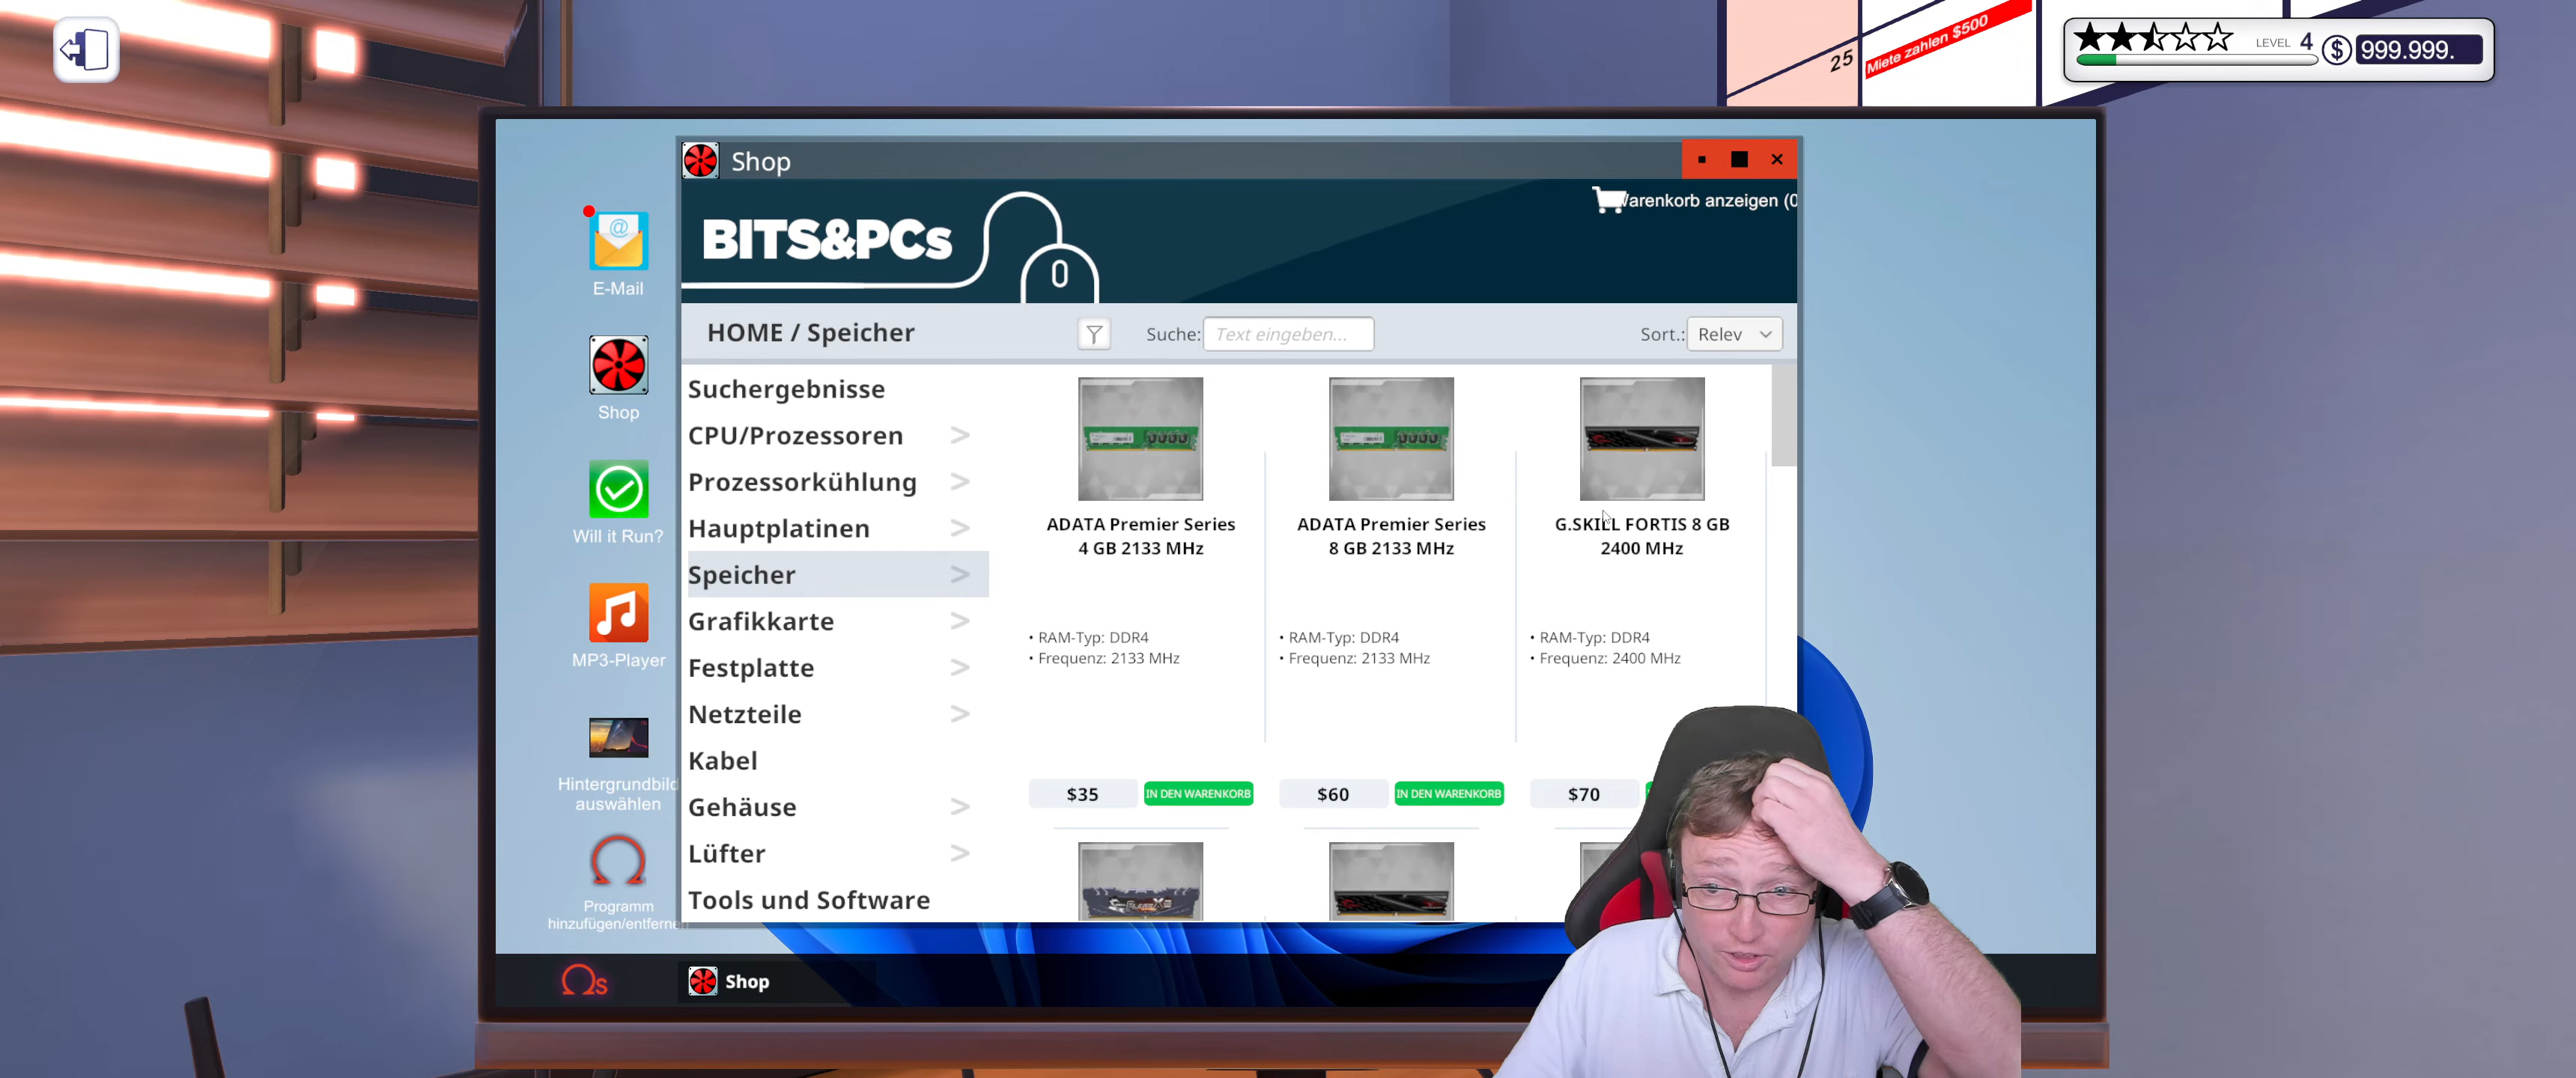 25
Miete zahlen $500
LEVEL 4
$ 999.999.
Shop
BITS&PCs
arenkorb anzeigen (0
HOME / Speicher
Suche:
Text eingeben...
Sort.:
Relev
E-Mail
Shop
Will it Run?
MP3-Player
Hintergrundbild
auswählen
Programm
hinzufügen/entferne
Suchergebnisse
CPU/Prozessoren >
Prozessorkühlung >
Hauptplatinen >
Speicher >
Grafikkarte >
Festplatte >
Netzteile >
Kabel
Gehäuse >
Lüfter >
Tools und Software
ADATA Premier Series
4 GB 2133 MHz
• RAM-Typ: DDR4
• Frequenz: 2133 MHz
$35
IN DEN WARENKORB
ADATA Premier Series
8 GB 2133 MHz
• RAM-Typ: DDR4
• Frequenz: 2133 MHz
$60
IN DEN WARENKORB
G.SKILL FORTIS 8 GB
2400 MHz
• RAM-Typ: DDR4
• Frequenz: 2400 MHz
$70
Ωs
Shop